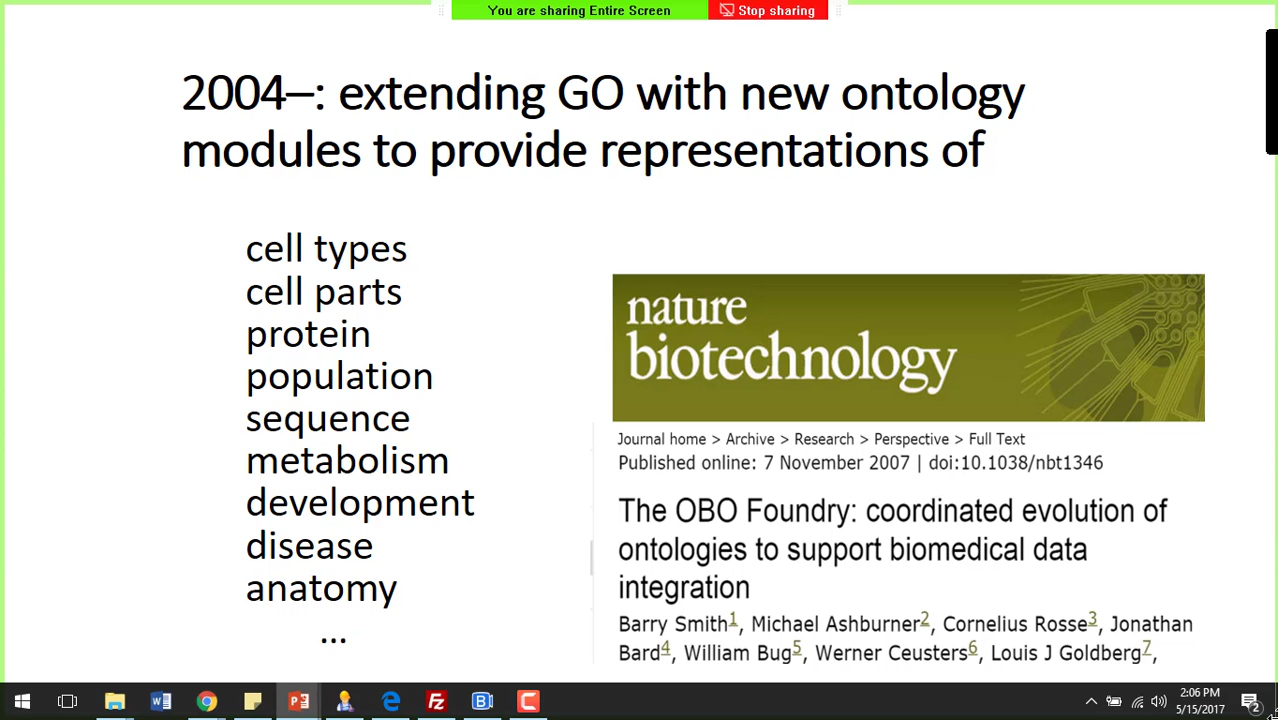 You are sharing Entire Screen
Stop sharing
2004–: extending GO with new ontology
modules to provide representations of
cell types
cell parts
protein
population
sequence
metabolism
development
disease
anatomy
...
nature
biotechnology
Journal home > Archive > Research > Perspective > Full Text
Published online: 7 November 2007 | doi:10.1038/nbt1346
The OBO Foundry: coordinated evolution of
ontologies to support biomedical data
integration
Barry Smith1, Michael Ashburner2, Cornelius Rosse3, Jonathan
Bard4, William Bug5, Werner Ceusters6, Louis J Goldberg7,
2:06 PM
5/15/2017
2